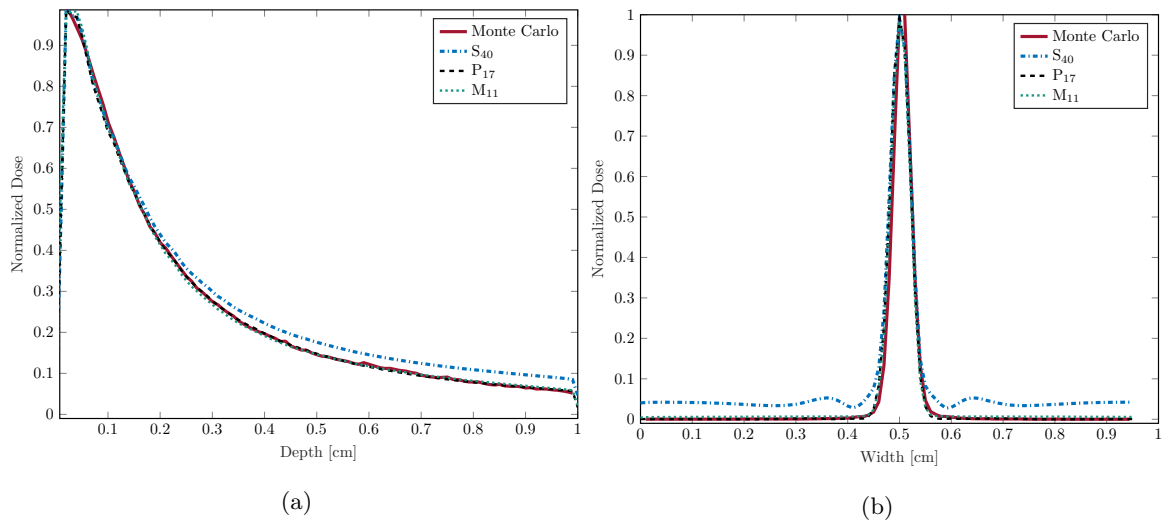 Monte Carlo
S40
P17
M11
0.9
0.8
0.7
0.6
0.5
0.4
0.3
0.2
0.1
0
Normalized Dose
0.1 0.2 0.3 0.4 0.5 0.6 0.7 0.8 0.9 1
Depth [cm]
(a)
Monte Carlo
S40
P17
M11
1
0.9
0.8
0.7
0.6
0.5
0.4
0.3
0.2
0.1
0
Normalized Dose
0 0.1 0.2 0.3 0.4 0.5 0.6 0.7 0.8 0.9 1
Width [cm]
(b)